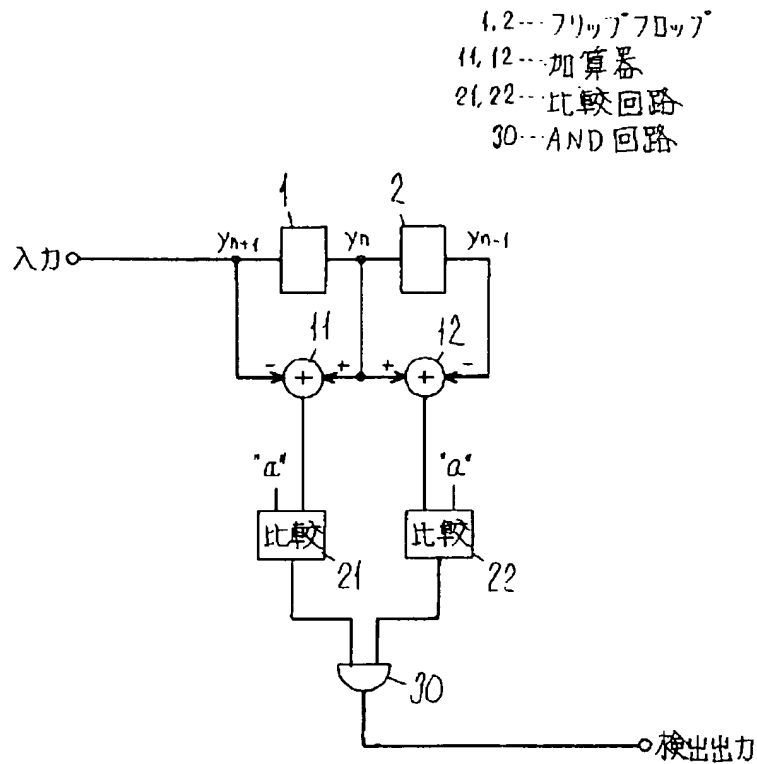 1,2…フリップフロップ
11,12…加算器
21,22…比較回路
30…AND回路
1
2
入力
yn+1
yn
yn-1
11
12
-
+
+
+
+
-
"a"
"a"
比較
比較
21
22
30
検出出力